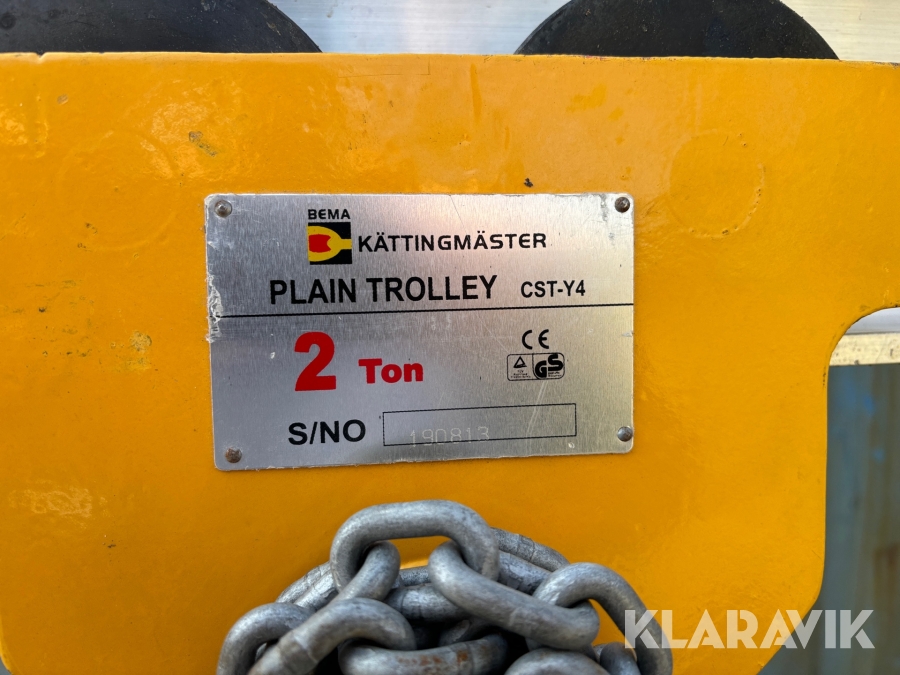 BEMA
KÄTTINGMÄSTER
PLAIN TROLLEY CST-Y4
2 Ton
CE
GS
S/NO 190813
KLARAVIK